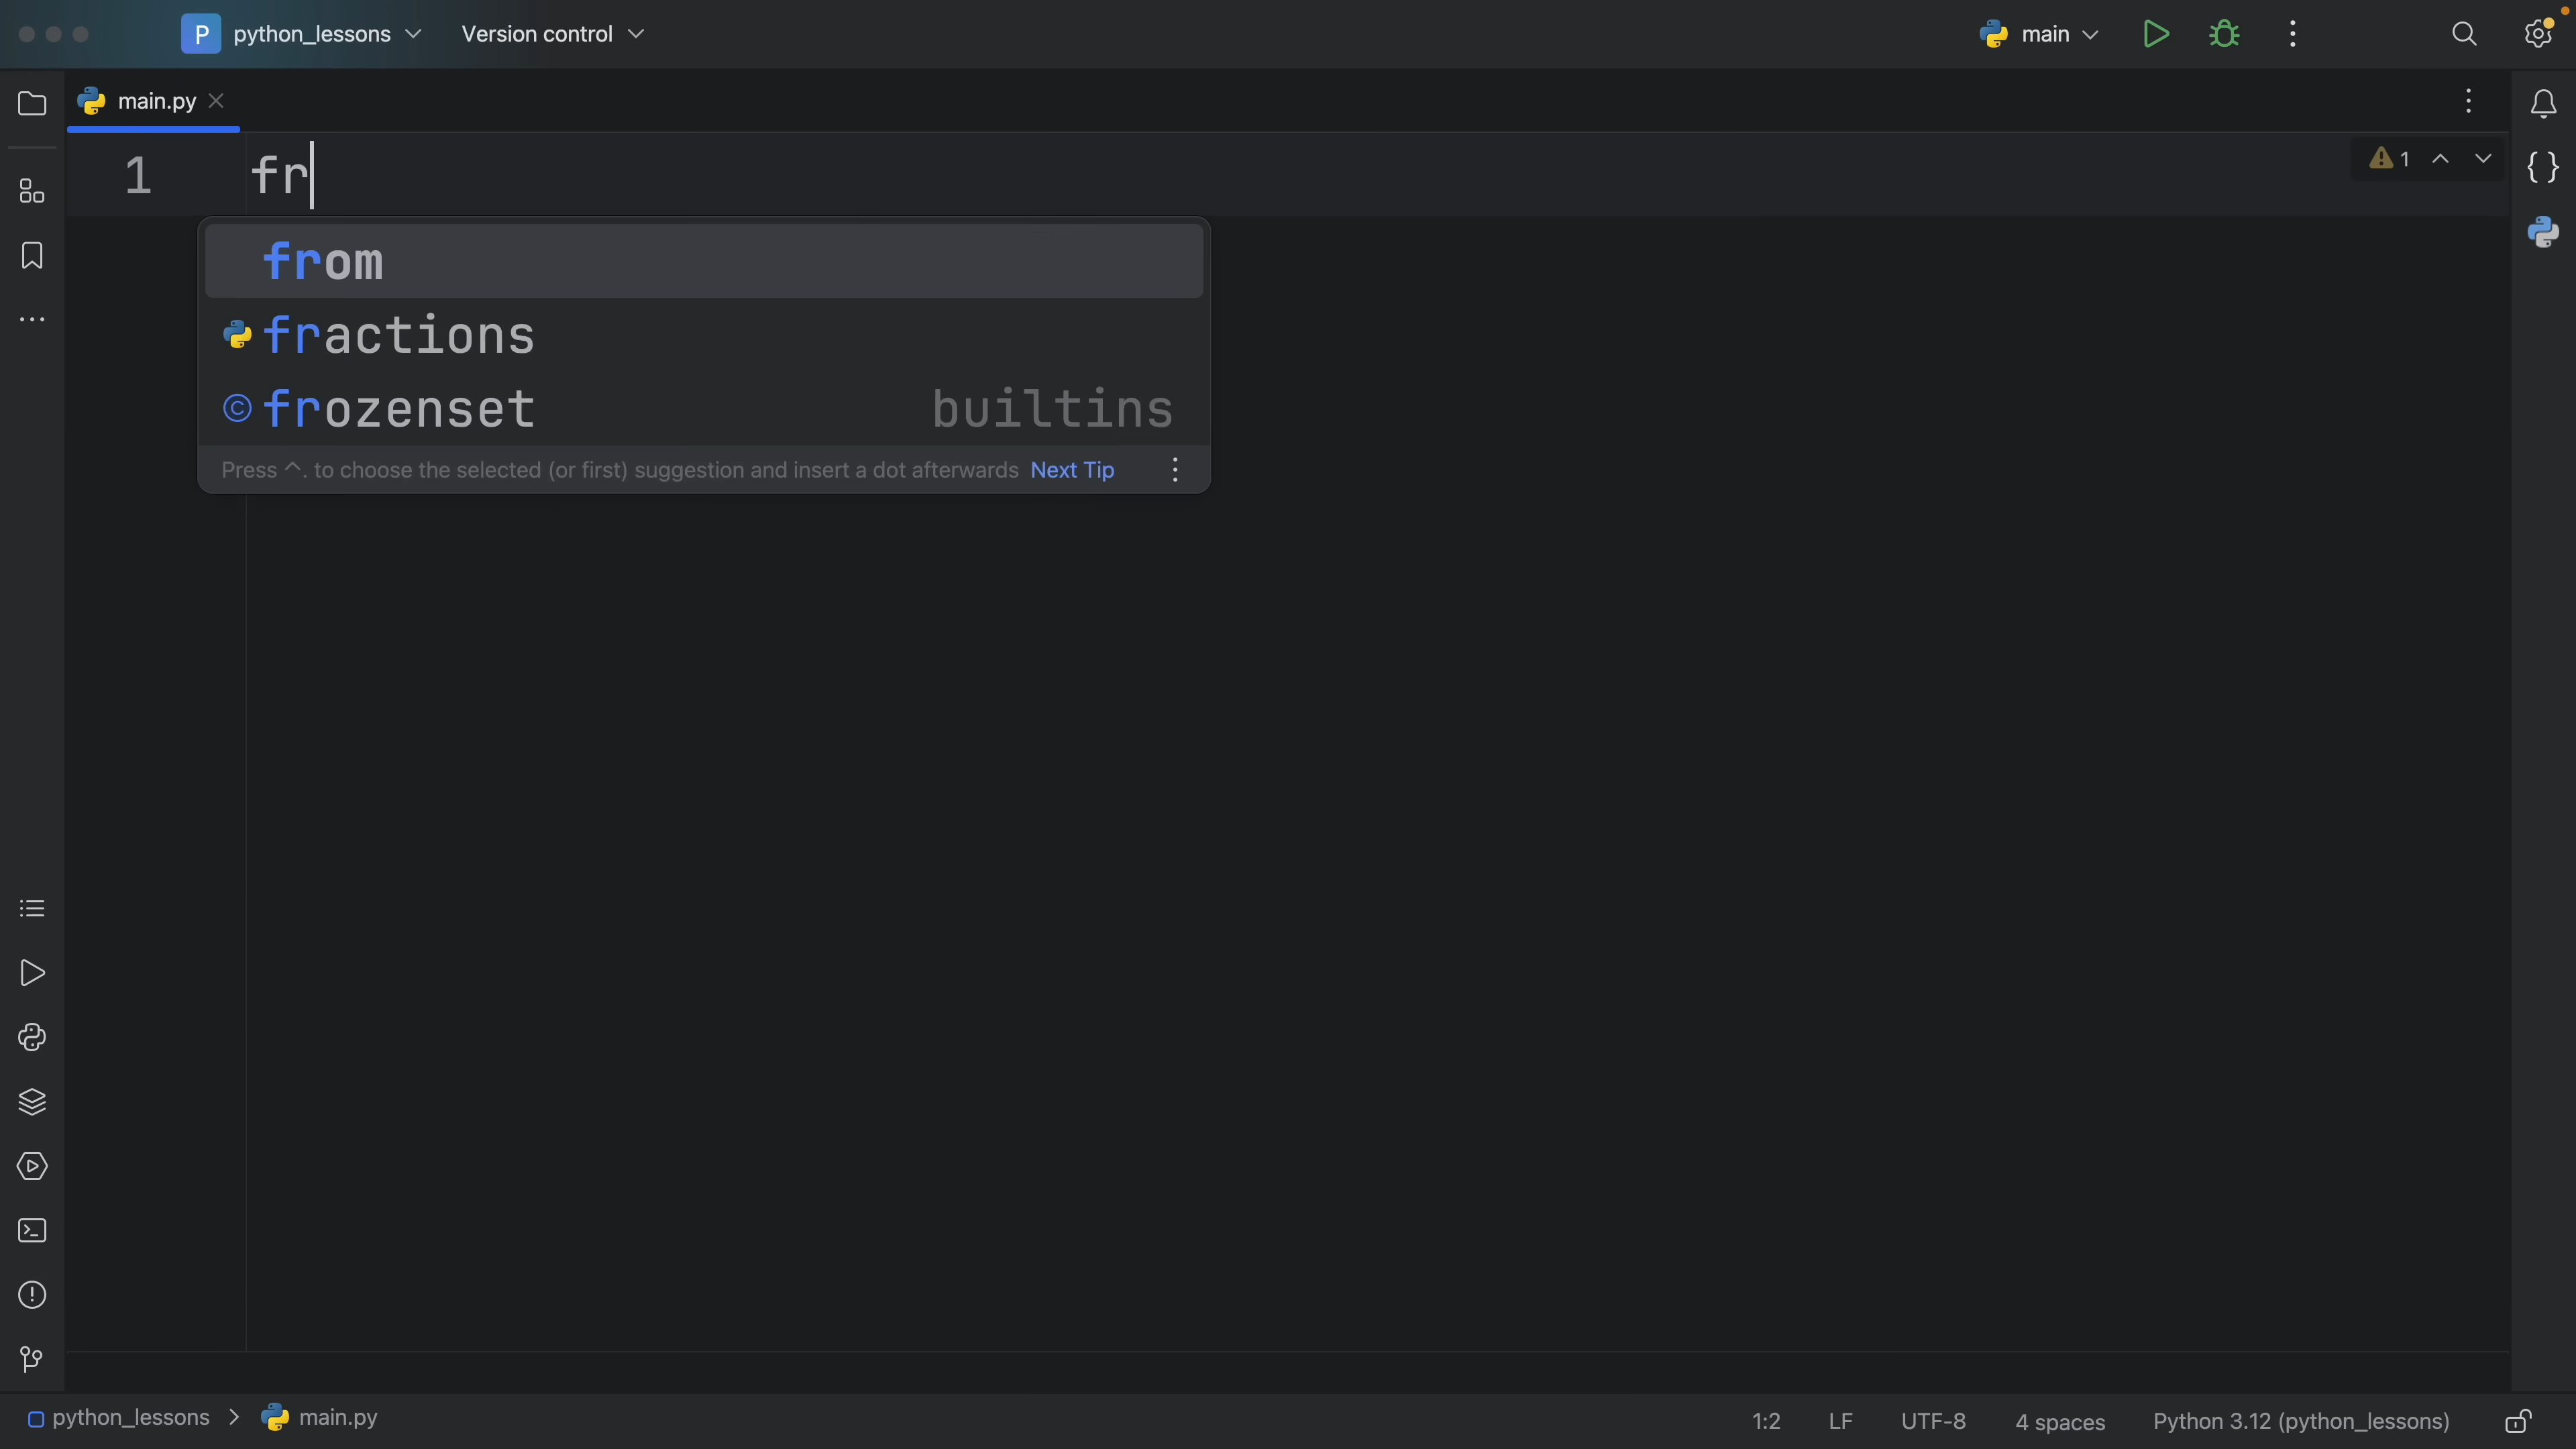 P python_lessons Version control main
main.py
1 fr 1
from
fractions
frozenset builtins
Press ^. to choose the selected (or first) suggestion and insert a dot afterwards Next Tip
python_lessons > main.py 1:2 LF UTF-8 4 spaces Python 3.12 (python_lessons)